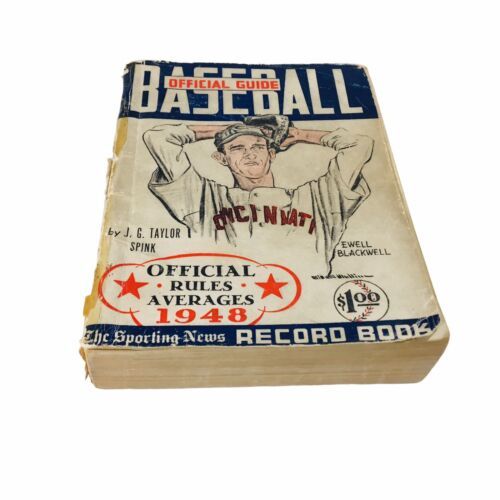 OFFICIAL GUIDE
BASEBALL
CINCINNATI
by J. G. TAYLOR
SPINK
EWELL
BLACKWELL
OFFICIAL
RULES
AVERAGES
1948
$1.00
The Sporting News RECORD BOOK